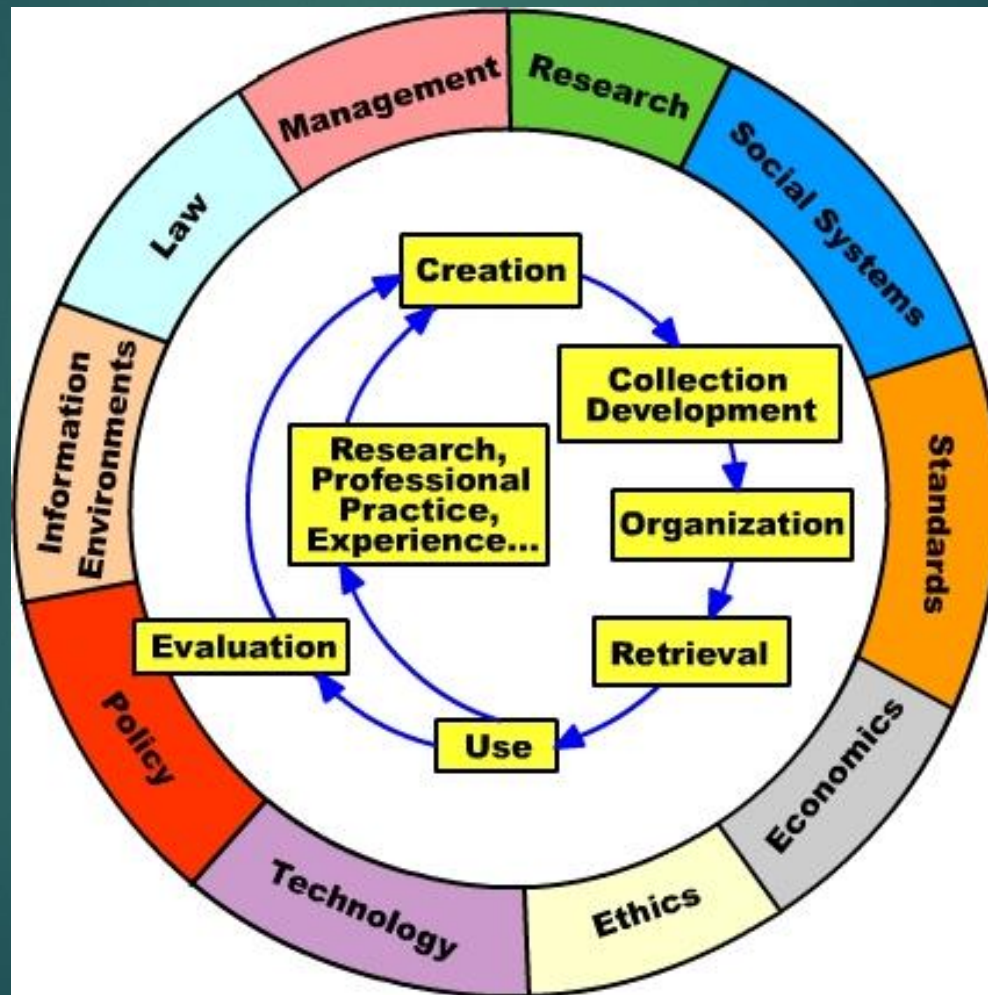 Management
Research
Social Systems
Standards
Economics
Ethics
Technology
Policy
Information
Environments
Law
Creation
Collection
Development
Organization
Retrieval
Use
Evaluation
Research,
Professional
Practice,
Experience...